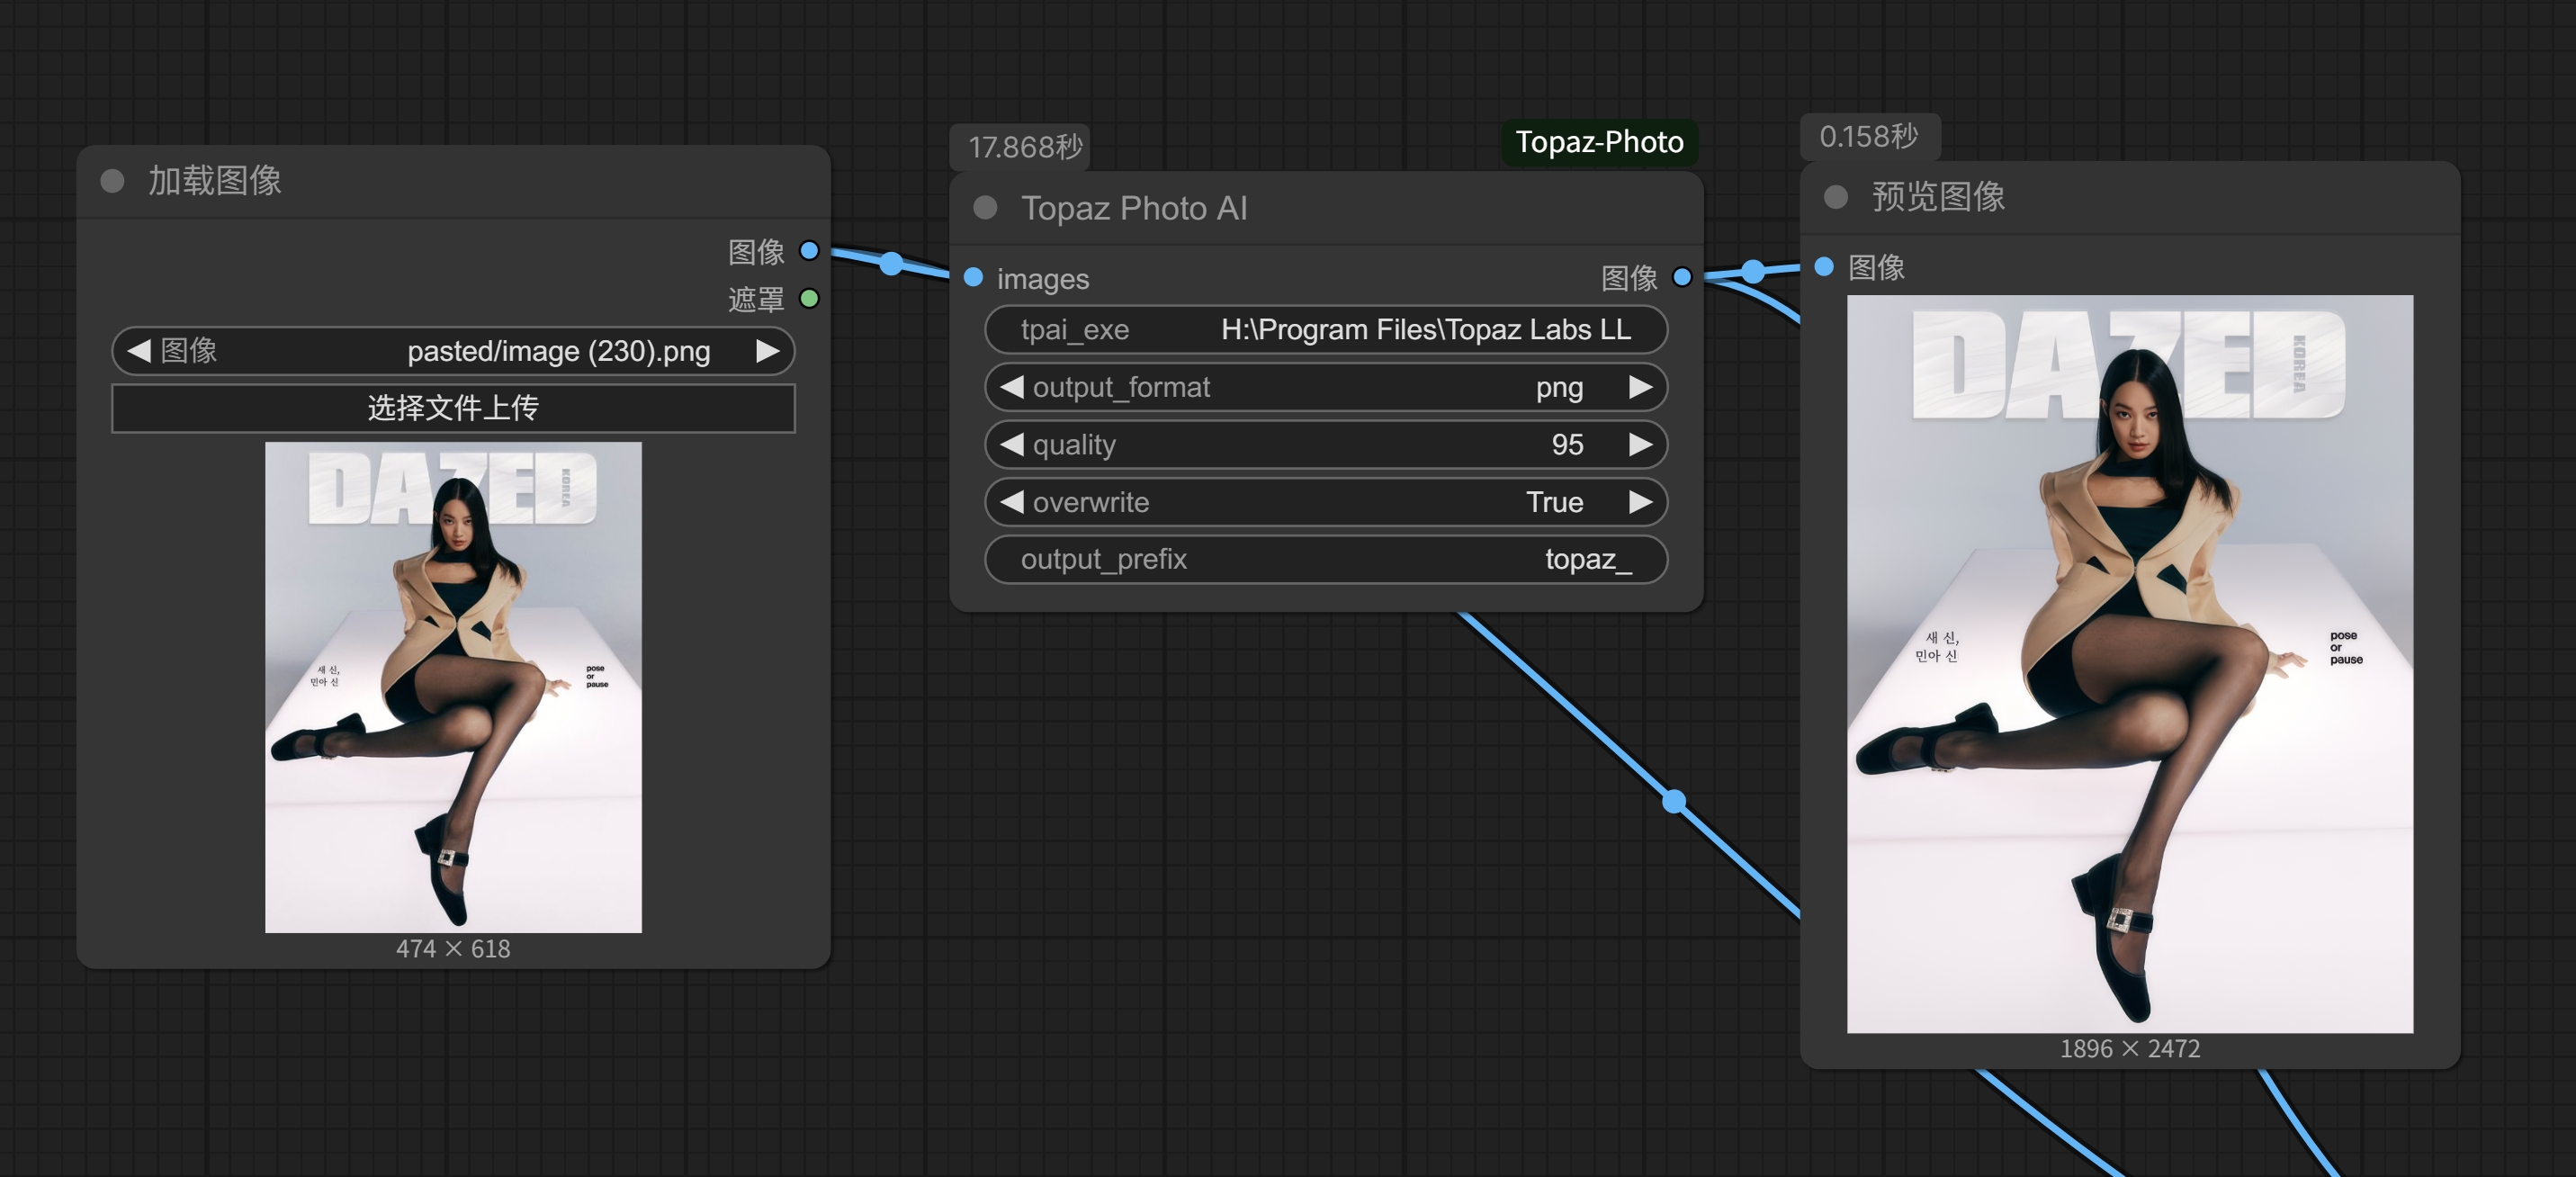 加载图像
图像
遮罩
图像 pasted/image (230).png
选择文件上传
DAZED
KOREA
새 신,
민아 신
pose
or
pause
474 × 618
17.868秒
Topaz-Photo
Topaz Photo AI
images 图像
tpai_exe H:\Program Files\Topaz Labs LL
output_format png
quality 95
overwrite True
output_prefix topaz_
0.158秒
预览图像
图像
DAZED
KOREA
새 신,
민아 신
pose
or
pause
1896 × 2472